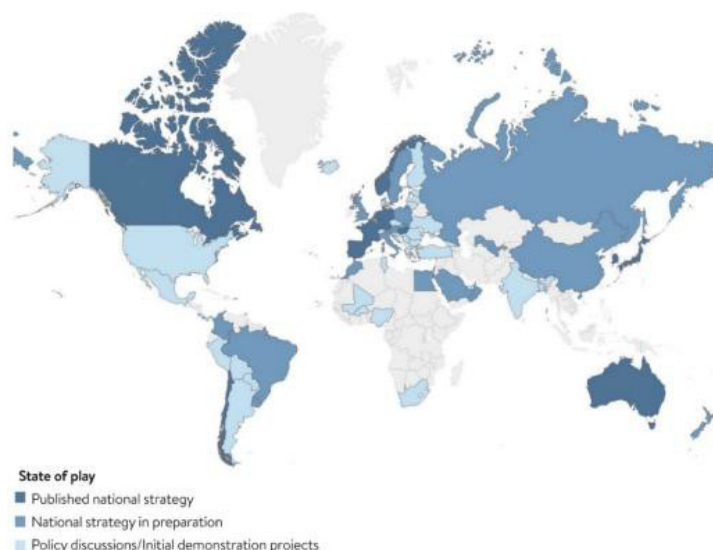 State of play
Published national strategy
National strategy in preparation
Policy discussions/Initial demonstration projects